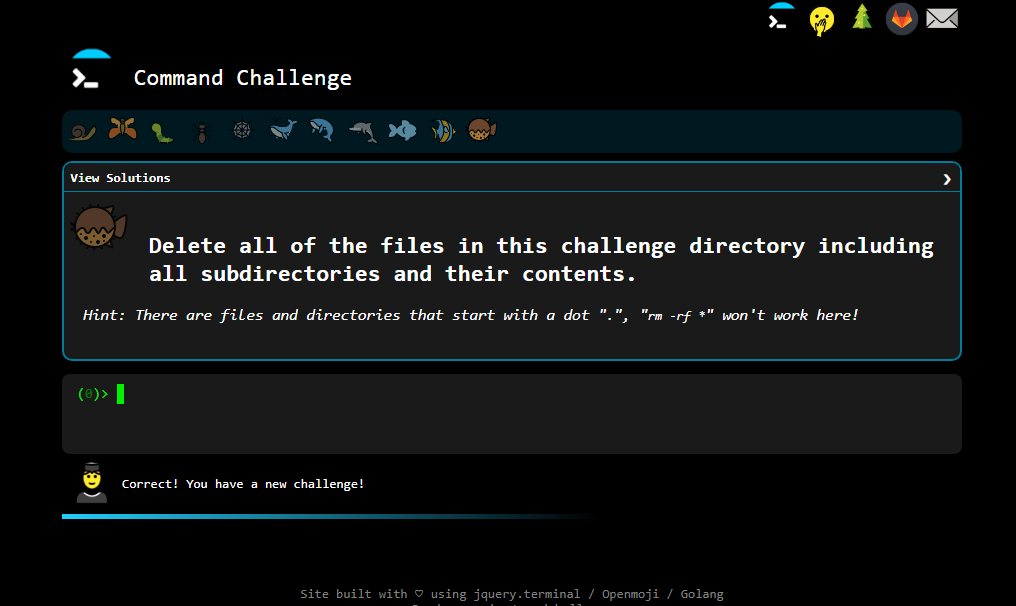 Command Challenge
View Solutions
Delete all of the files in this challenge directory including
all subdirectories and their contents.
Hint: There are files and directories that start with a dot ".", "rm -rf *" won't work here!
(0)>
Correct! You have a new challenge!
Site built with ♡ using jquery.terminal / Openmoji / Golang